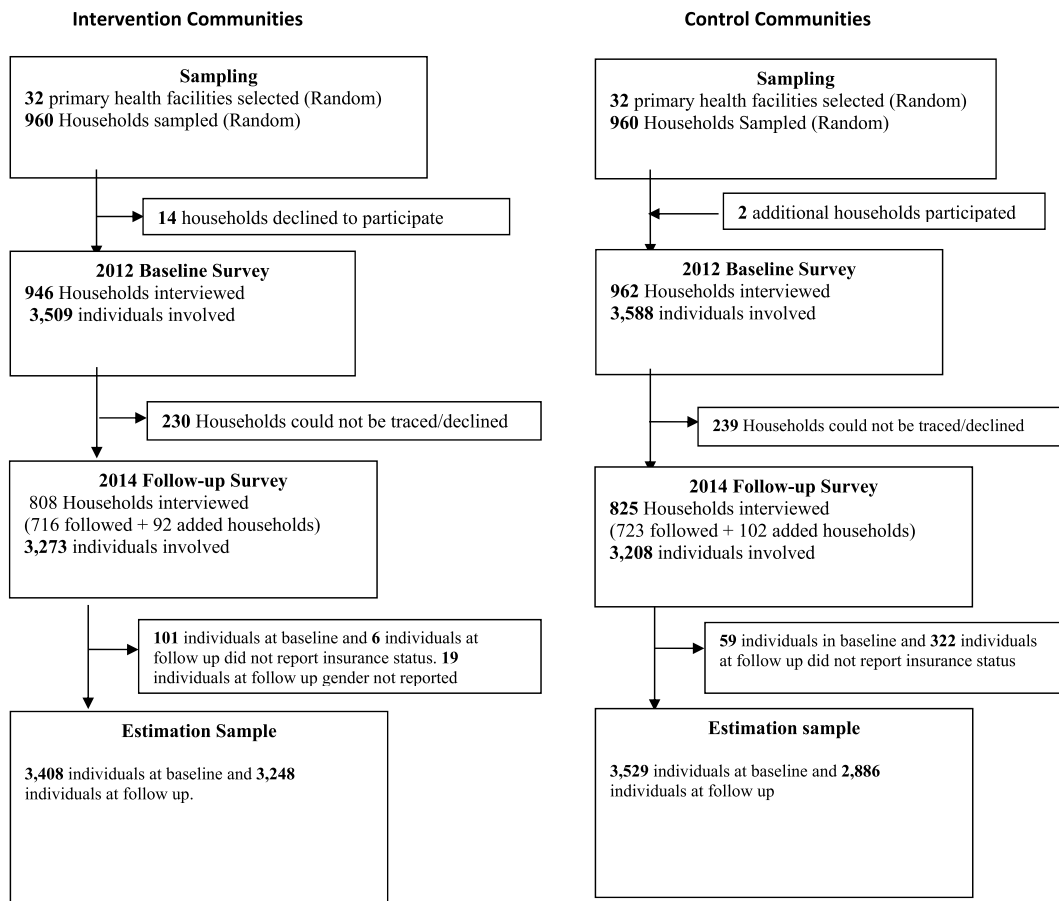 Intervention Communities
Control Communities
Sampling
32 primary health facilities selected (Random)
960 Households sampled (Random)
14 households declined to participate
2012 Baseline Survey
946 Households interviewed
3,509 individuals involved
230 Households could not be traced/declined
2014 Follow-up Survey
808 Households interviewed
(716 followed + 92 added households)
3,273 individuals involved
101 individuals at baseline and 6 individuals at
follow up did not report insurance status. 19
individuals at follow up gender not reported
Estimation Sample
3,408 individuals at baseline and 3,248
individuals at follow up.
Sampling
32 primary health facilities selected (Random)
960 Households Sampled (Random)
2 additional households participated
2012 Baseline Survey
962 Households interviewed
3,588 individuals involved
239 Households could not be traced/declined
2014 Follow-up Survey
825 Households interviewed
(723 followed + 102 added households)
3,208 individuals involved
59 individuals in baseline and 322 individuals
at follow up did not report insurance status
Estimation sample
3,529 individuals at baseline and 2,886
individuals at follow up